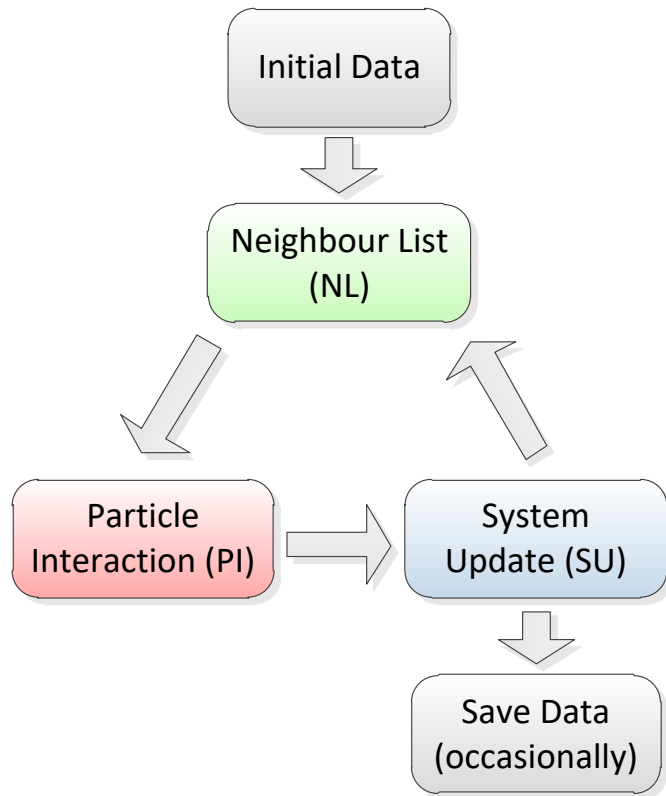 Initial Data
Neighbour List
(NL)
Particle
Interaction (PI)
System
Update (SU)
Save Data
(occasionally)